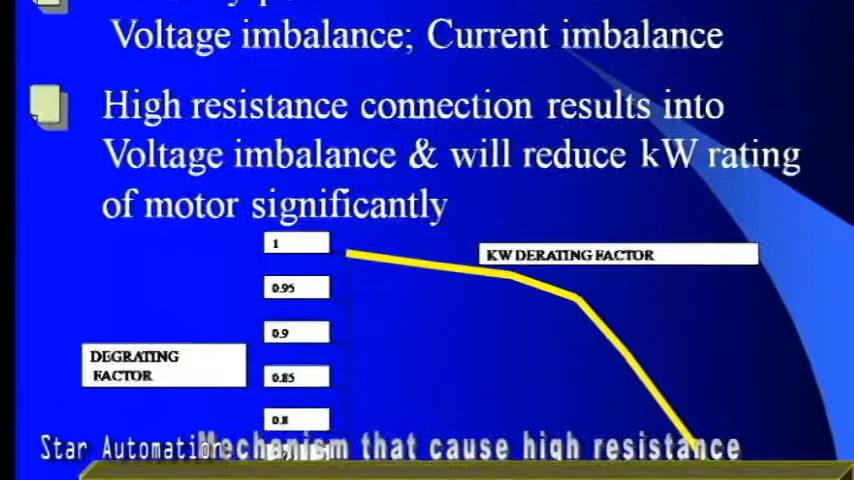 Voltage imbalance; Current imbalance
High resistance connection results into
Voltage imbalance & will reduce kW rating
of motor significantly
1
KW DERATING FACTOR
0.95
0.9
DEGRATING
FACTOR
0.85
0.8
Star Automation
Mechanism that cause high resistance